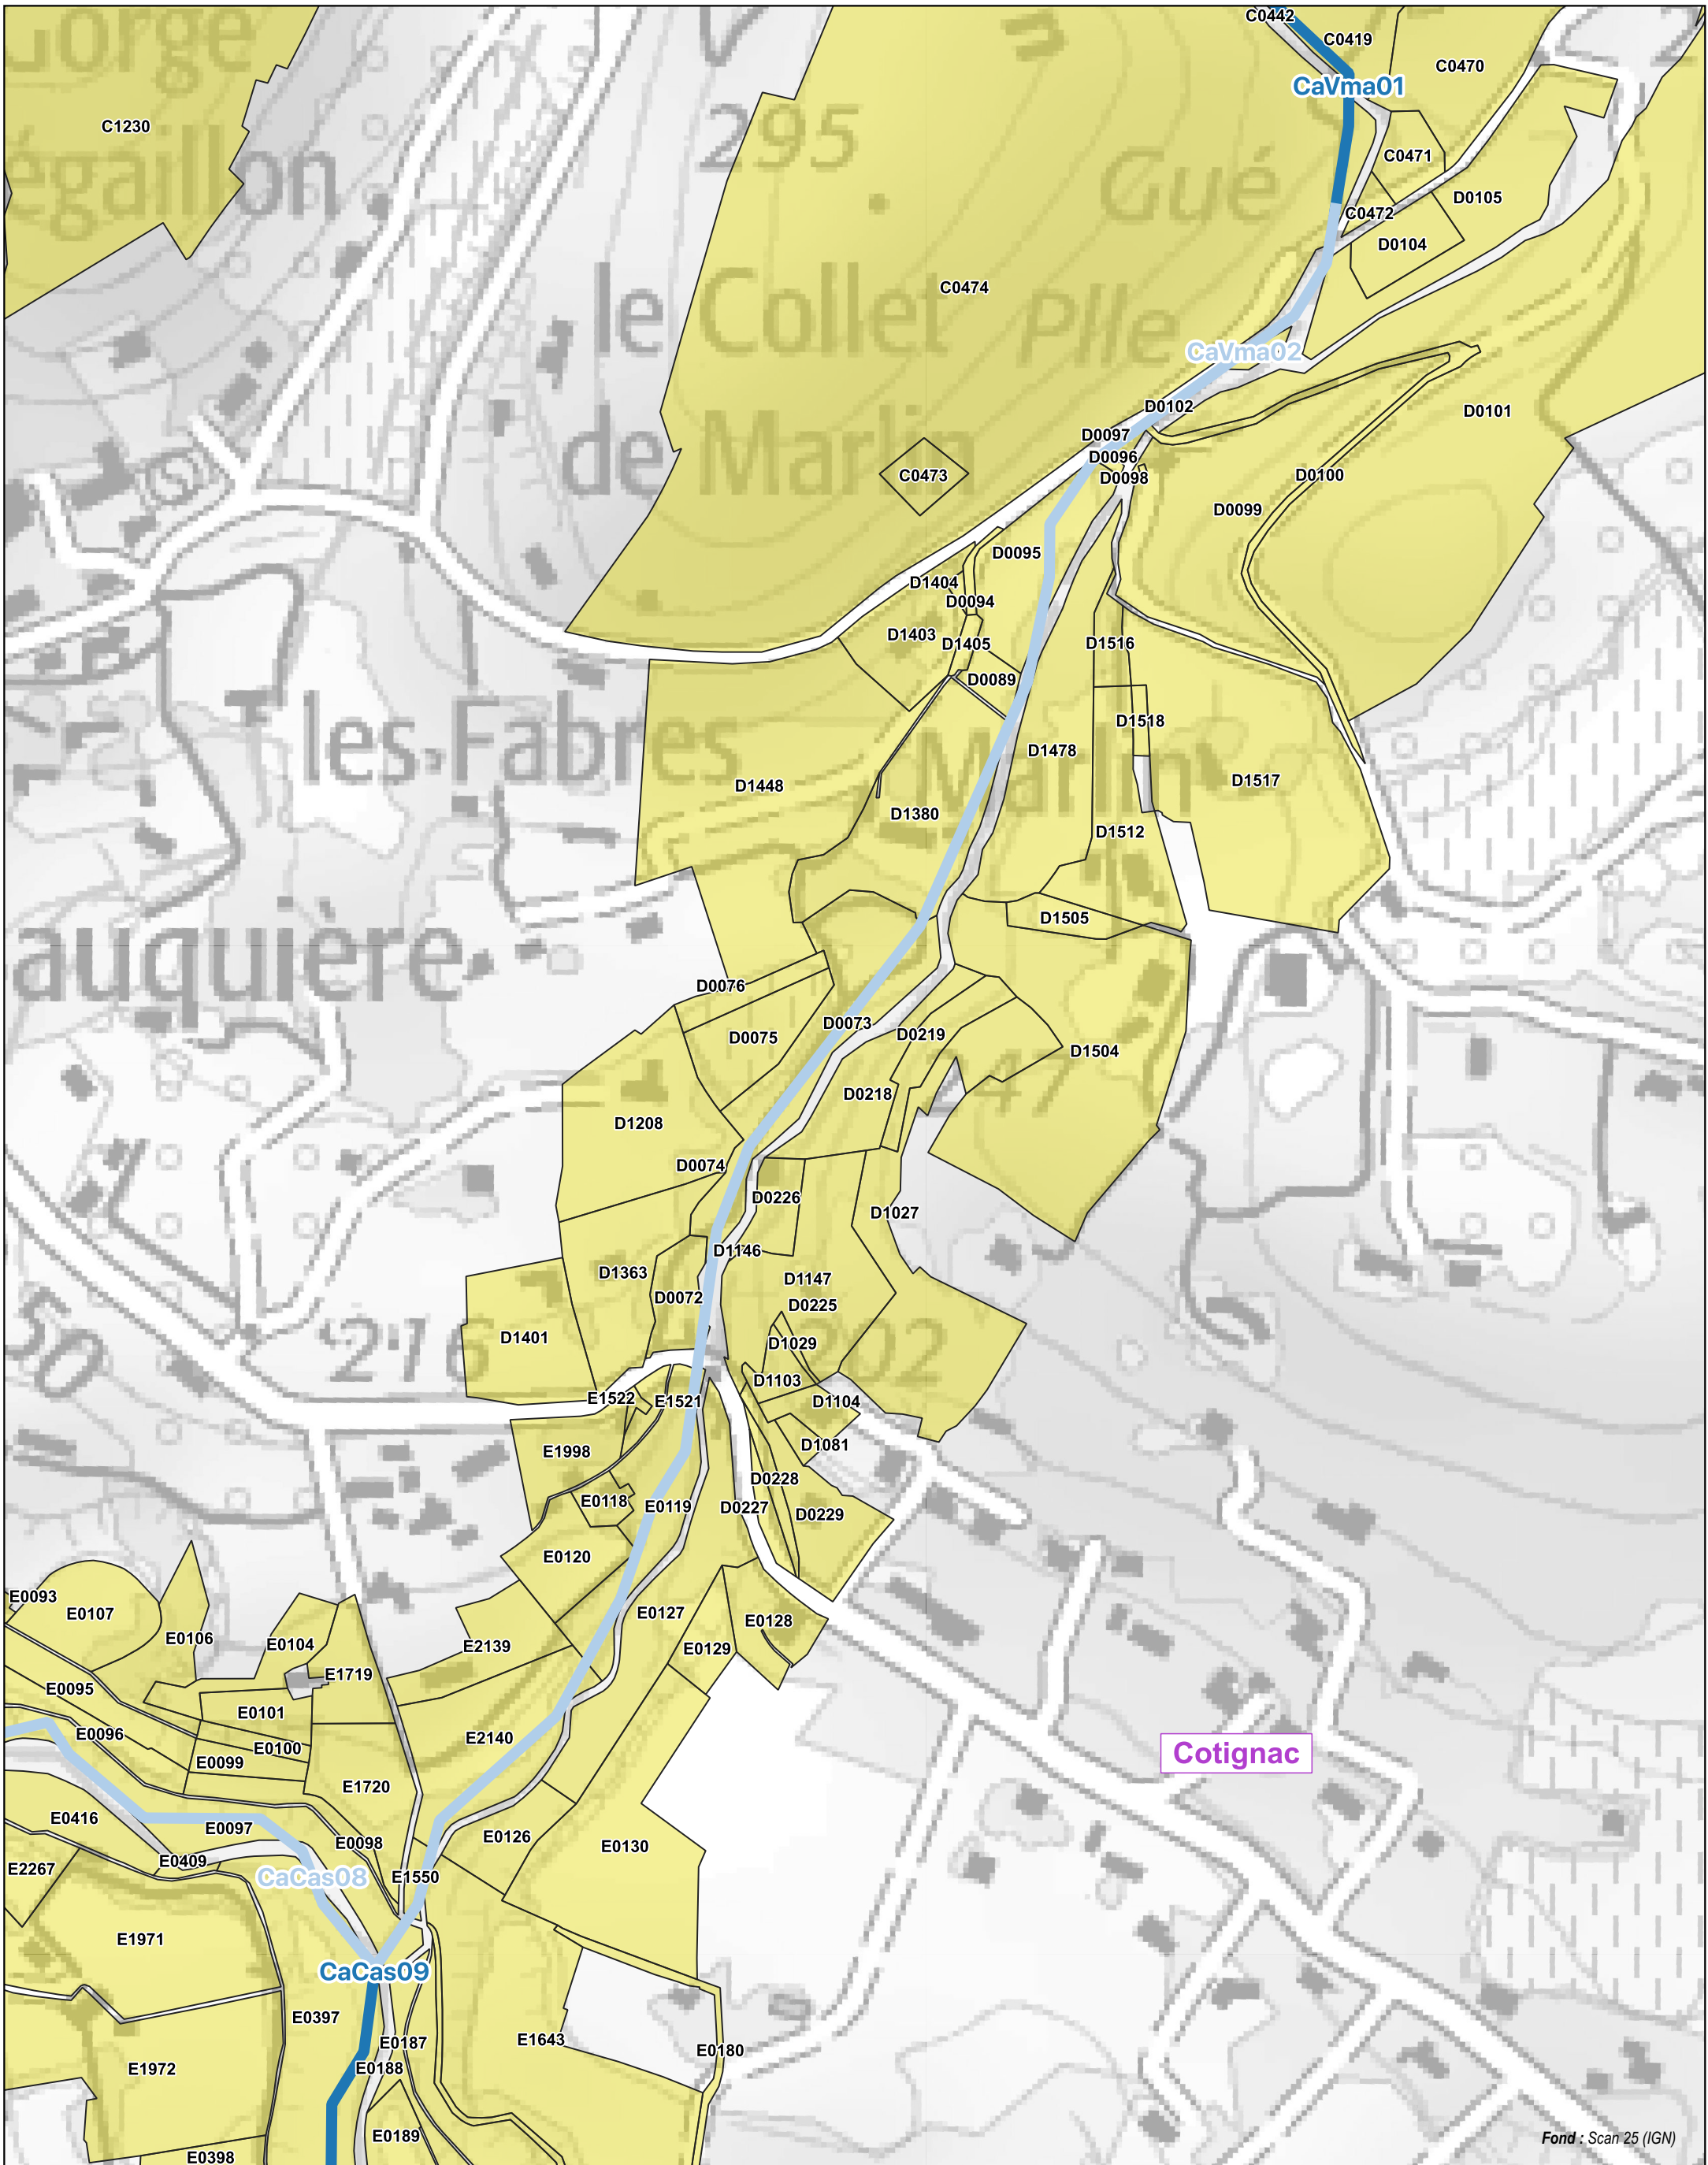 C0442
C0419
Gorge
C0470
CaVma01
C1230
295
égaillon
Gué
C0471
D0105
C0472
D0104
C0474
le Collet
Plle
CaVma02
D0102
D0101
de Marlin
D0097
D0096
C0473
D0098
D0100
D0099
D0095
D1404
D0094
D1403
D1405
D1516
D0089
les Fabres
D1518
D1478
Marlin
D1448
D1517
D1380
D1512
D1505
auquière
D0076
D0073
D0219
D0075
D1504
D0218
247
D1208
D0074
D0226
D1027
D1146
D1363
D1147
D0072
D0225
D1401
276
D1029
202
D1103
E1522
E1521
D1104
E1998
D1081
D0228
E0118
E0119
D0227
D0229
E0120
E0093
E0107
E0127
E0128
E0106
E0104
E2139
E0129
E1719
E0095
E0101
E0096
E2140
E0100
Cotignac
E0099
E1720
E0416
E0097
E0126
E0098
E0130
E0409
E2267
CaCas08
E1550
E1971
CaCas09
E0397
E0187
E1643
E0180
E0188
E1972
E0189
E0398
Fond : Scan 25 (IGN)